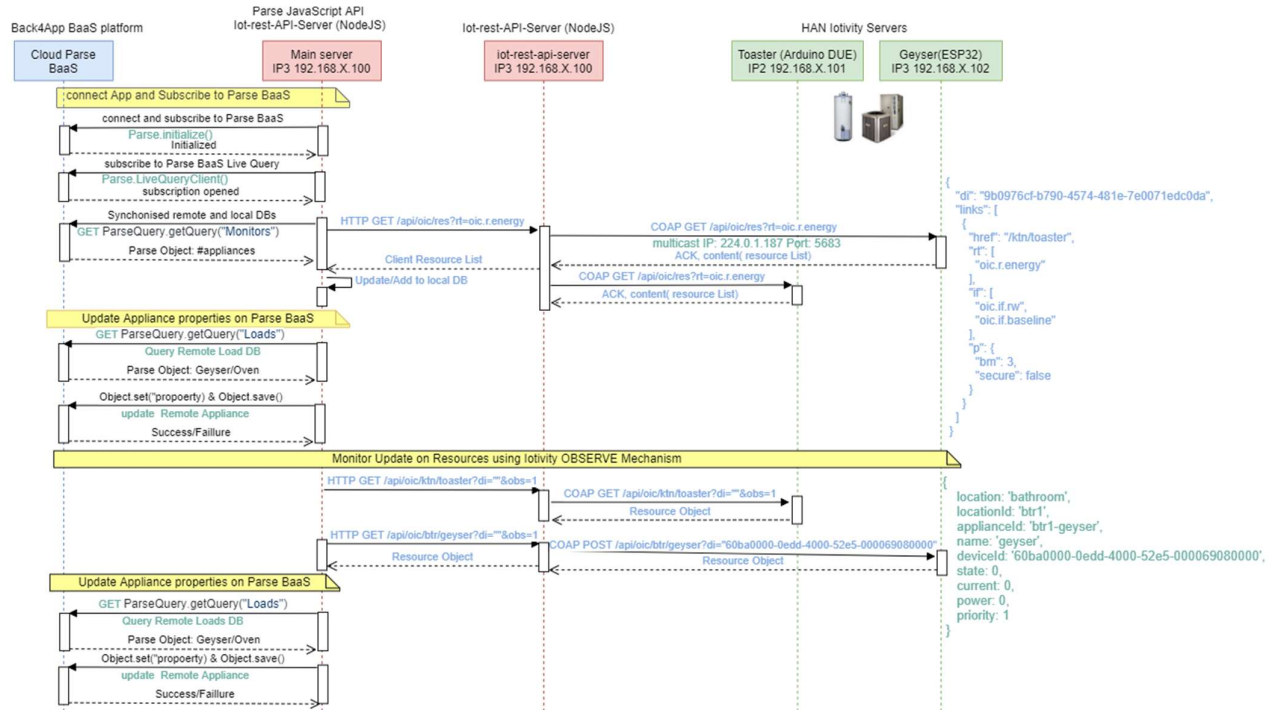 Parse JavaScript API
Back4App BaaS platform
Iot-rest-API-Server (NodeJS)
Iot-rest-API-Server (NodeJS)
HAN Iotivity Servers
Cloud Parse
BaaS
Main server
IP3 192.168.X.100
iot-rest-api-server
IP3 192.168.X.100
Toaster (Arduino DUE)
IP2 192.168.X.101
Geyser(ESP32)
IP3 192.168.X.102
connect App and Subscribe to Parse BaaS
connect and subscribe to Parse BaaS
Parse.initialize()
Initialized
subscribe to Parse BaaS Live Query
Parse.LiveQueryClient()
subscription opened
Synchonised remote and local DBs
GET ParseQuery.getQuery("Monitors")
Parse Object: #appliances
HTTP GET /api/oic/res?rt=oic.r.energy
COAP GET /api/oic/res?rt=oic.r.energy
multicast IP: 224.0.1.187 Port: 5683
ACK, content( resource List)
Client Resource List
COAP GET /api/oic/res?rt=oic.r.energy
Update/Add to local DB
ACK, content( resource List)
{
"di": "9b0976cf-b790-4574-481e-7e0071edc0da",
"links": [
{
"href": "/ktn/toaster",
"rt": [
"oic.r.energy"
],
"if": [
"oic.if.rw",
"oic.if.baseline"
],
"p": {
"bm": 3,
"secure": false
}
}
]
}
Update Appliance properties on Parse BaaS
GET ParseQuery.getQuery("Loads")
Query Remote Load DB
Parse Object: Geyser/Oven
Object.set("propoerty) & Object.save()
update Remote Appliance
Success/Faillure
Monitor Update on Resources using Iotivity OBSERVE Mechanism
HTTP GET /api/oic/ktn/toaster?di=""&obs=1
COAP GET /api/oic/ktn/toaster?di=""&obs=1
Resource Object
HTTP GET /api/oic/btr/geyser?di=""&obs=1
COAP POST /api/oic/btr/geyser?di="60ba0000-0edd-4000-52e5-000069080000"
Resource Object
Resource Object
{
location: 'bathroom',
locationId: 'btr1',
applianceId: 'btr1-geyser',
name: 'geyser',
deviceId: '60ba0000-0edd-4000-52e5-000069080000',
state: 0,
current: 0,
power: 0,
priority: 1
}
Update Appliance properties on Parse BaaS
GET ParseQuery.getQuery("Loads")
Query Remote Loads DB
Parse Object: Geyser/Oven
Object.set("propoerty) & Object.save()
update Remote Appliance
Success/Faillure